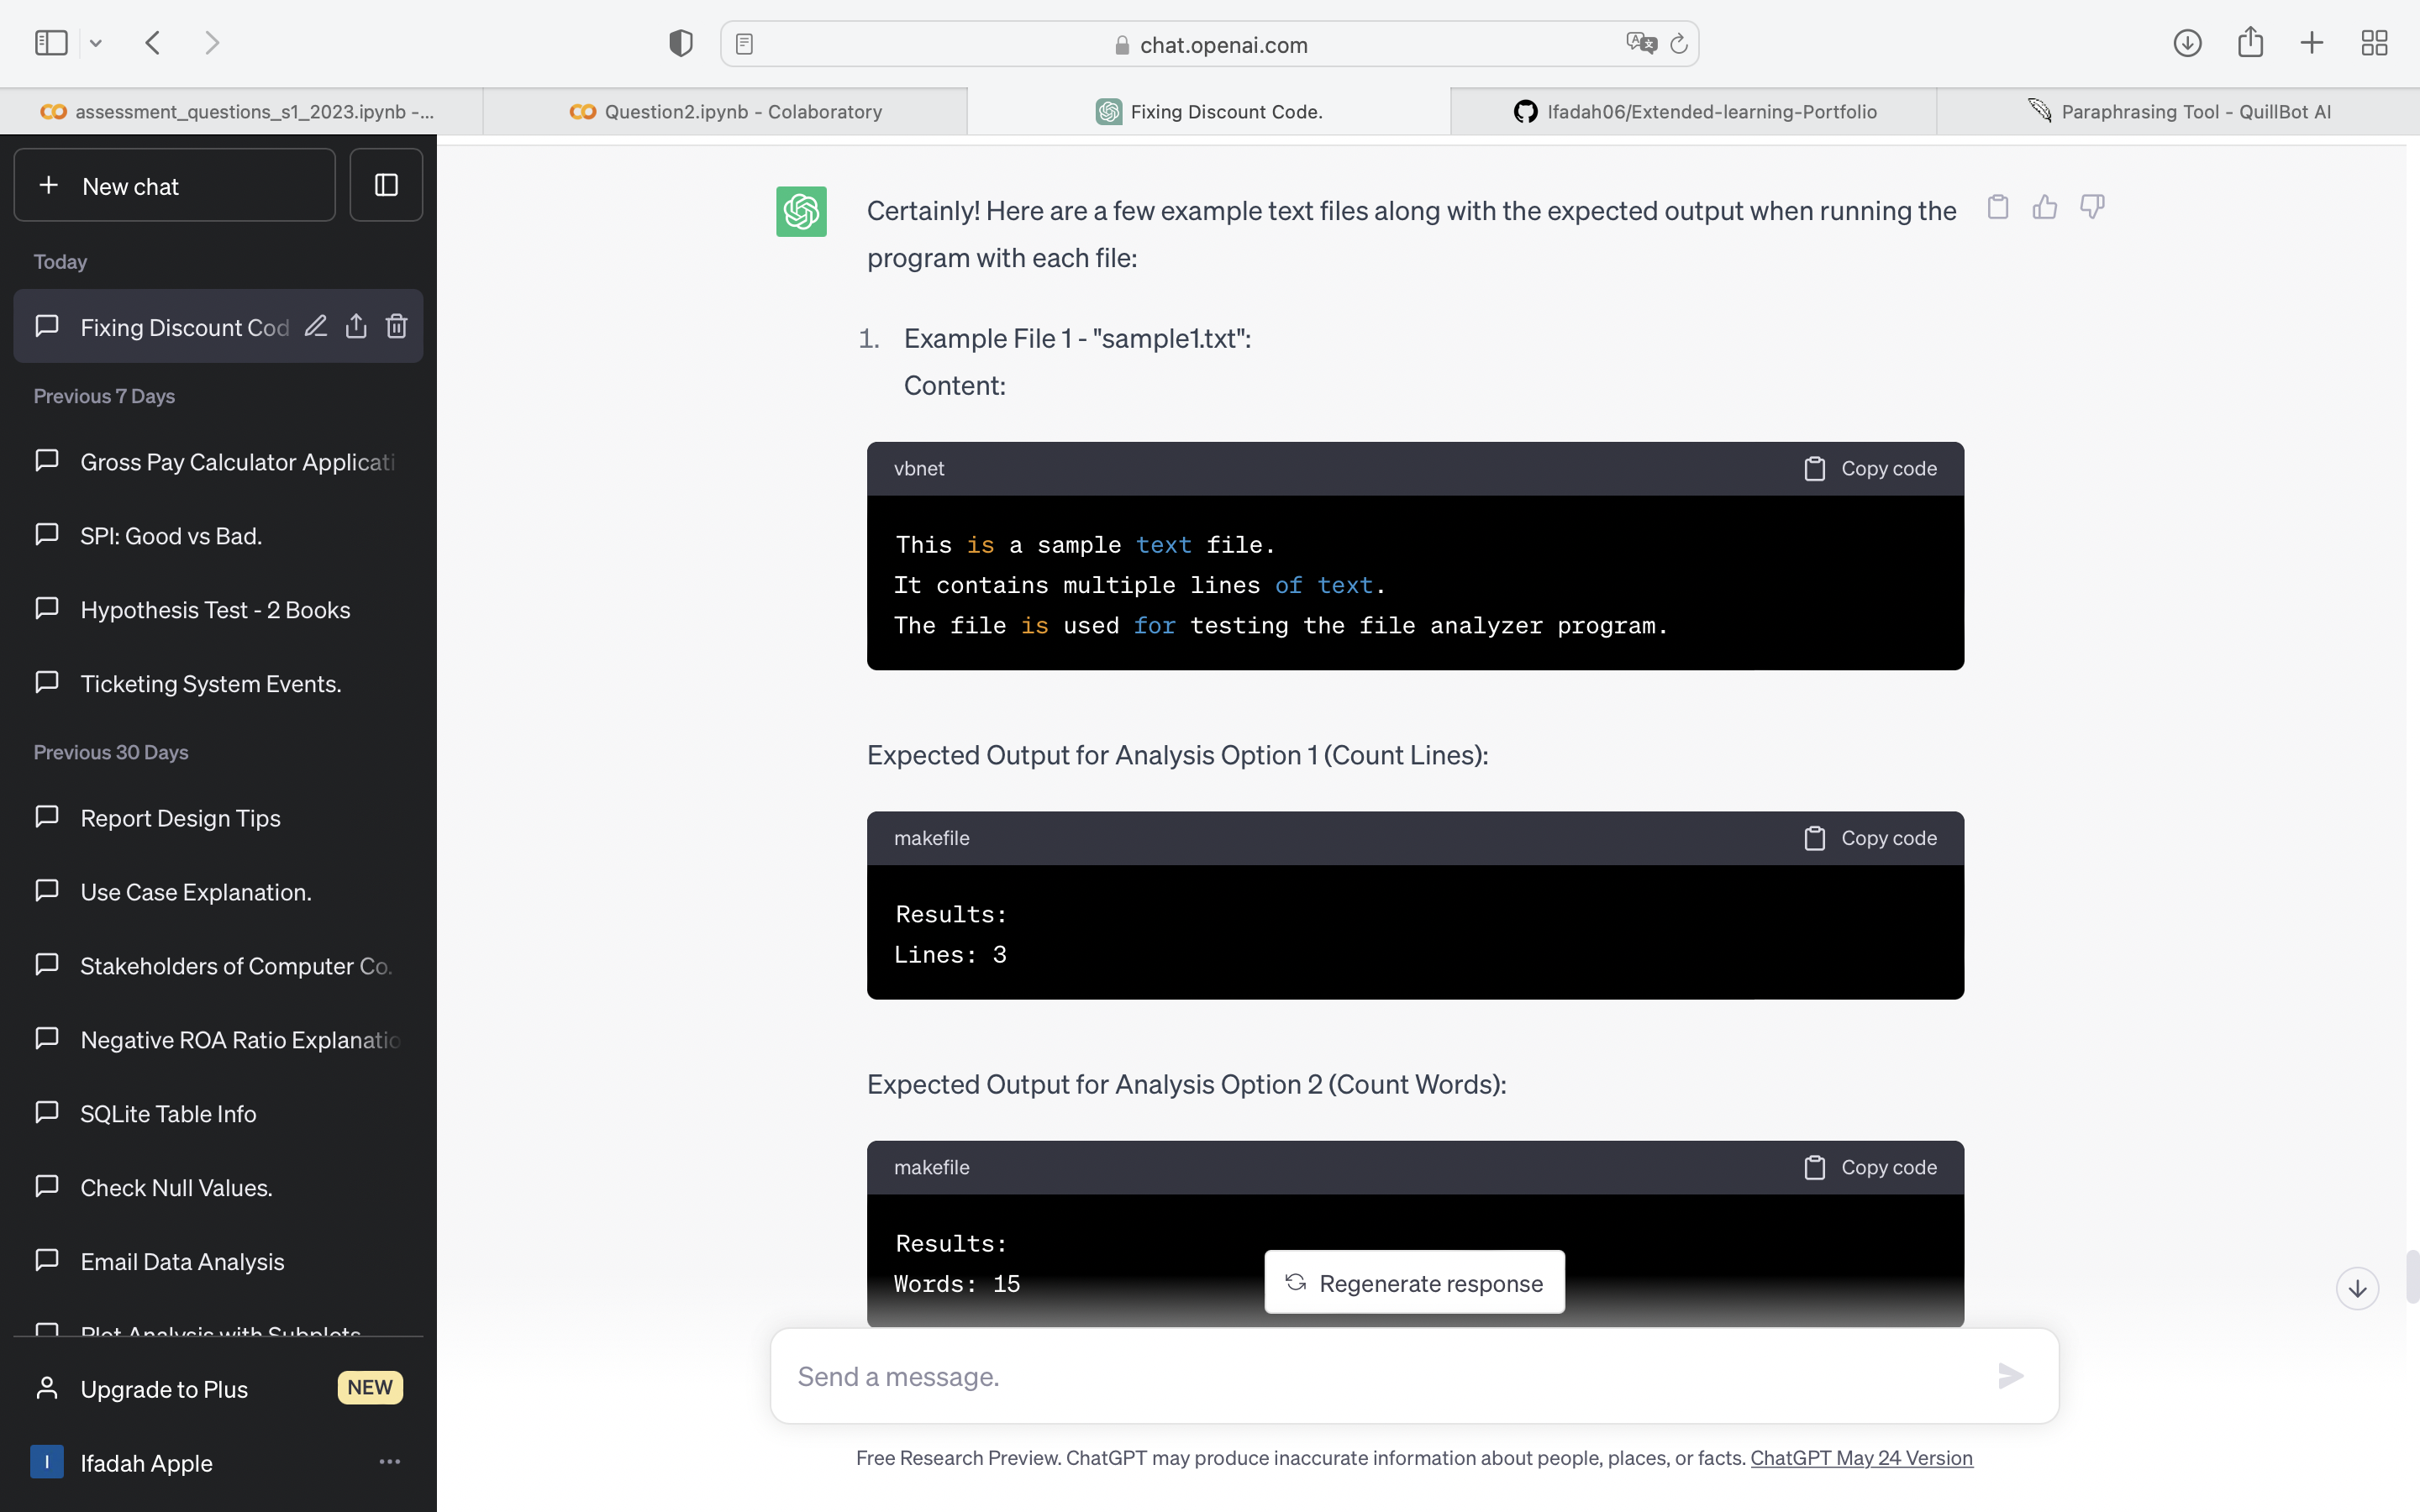 chat.openai.com
assessment_questions_s1_2023.ipynb -...
Question2.ipynb - Colaboratory
Fixing Discount Code.
Ifadah06/Extended-learning-Portfolio
Paraphrasing Tool - QuillBot AI
New chat
Today
Fixing Discount Cod
Previous 7 Days
Gross Pay Calculator Applicati
SPI: Good vs Bad.
Hypothesis Test - 2 Books
Ticketing System Events.
Previous 30 Days
Report Design Tips
Use Case Explanation.
Stakeholders of Computer Co.
Negative ROA Ratio Explanatio
SQLite Table Info
Check Null Values.
Email Data Analysis
Plot Analysis with Subplots
Upgrade to Plus
NEW
I
Ifadah Apple
Certainly! Here are a few example text files along with the expected output when running the
program with each file:
1. Example File 1 - "sample1.txt":
Content:
vbnet
Copy code
This is a sample text file.
It contains multiple lines of text.
The file is used for testing the file analyzer program.
Expected Output for Analysis Option 1 (Count Lines):
makefile
Copy code
Results:
Lines: 3
Expected Output for Analysis Option 2 (Count Words):
makefile
Copy code
Results:
Words: 15
Regenerate response
Send a message.
Free Research Preview. ChatGPT may produce inaccurate information about people, places, or facts. ChatGPT May 24 Version